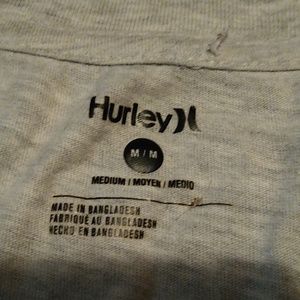 Hurley
M/M
MEDIUM / MOYEN / MEDIO
MADE IN BANGLADESH
FABRIQUÉ AU BANGLADESH
HECHO EN BANGLADESH